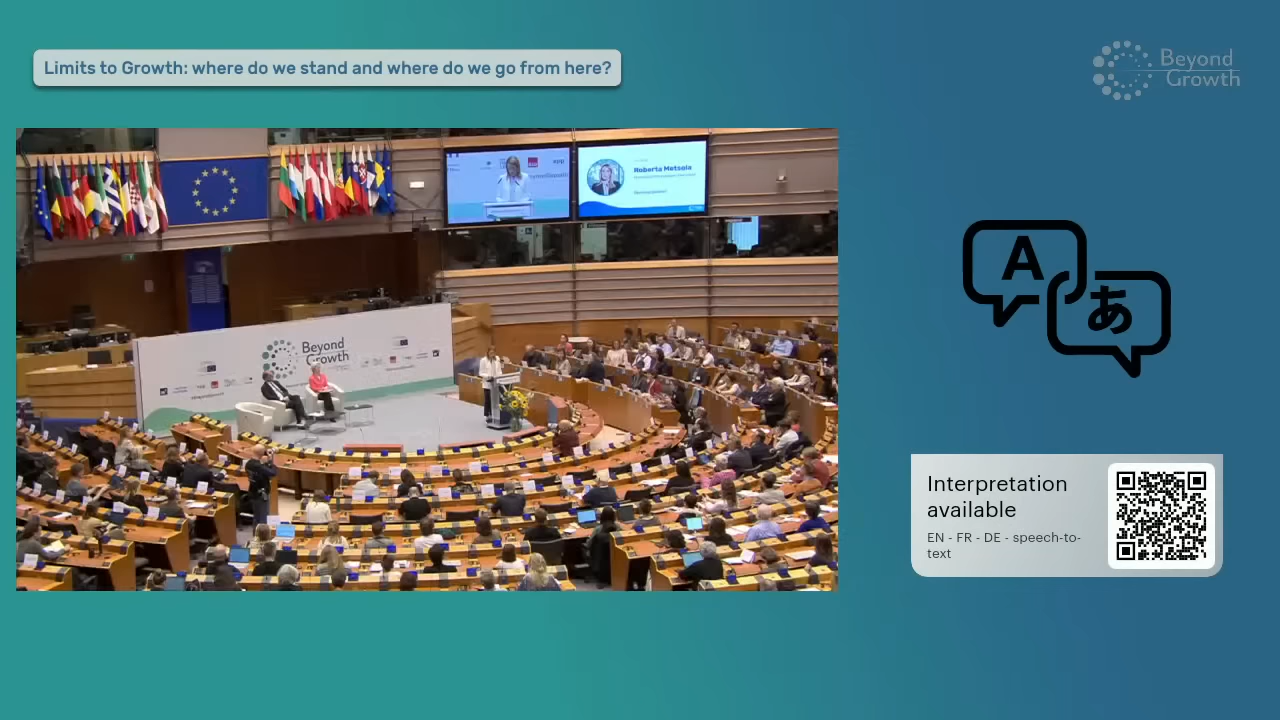 Limits to Growth: where do we stand and where do we go from here?
Beyond
Growth
Roberta Metsola
epp
Beyond
Growth
A
あ
Interpretation
available
EN - FR - DE - speech-to-
text